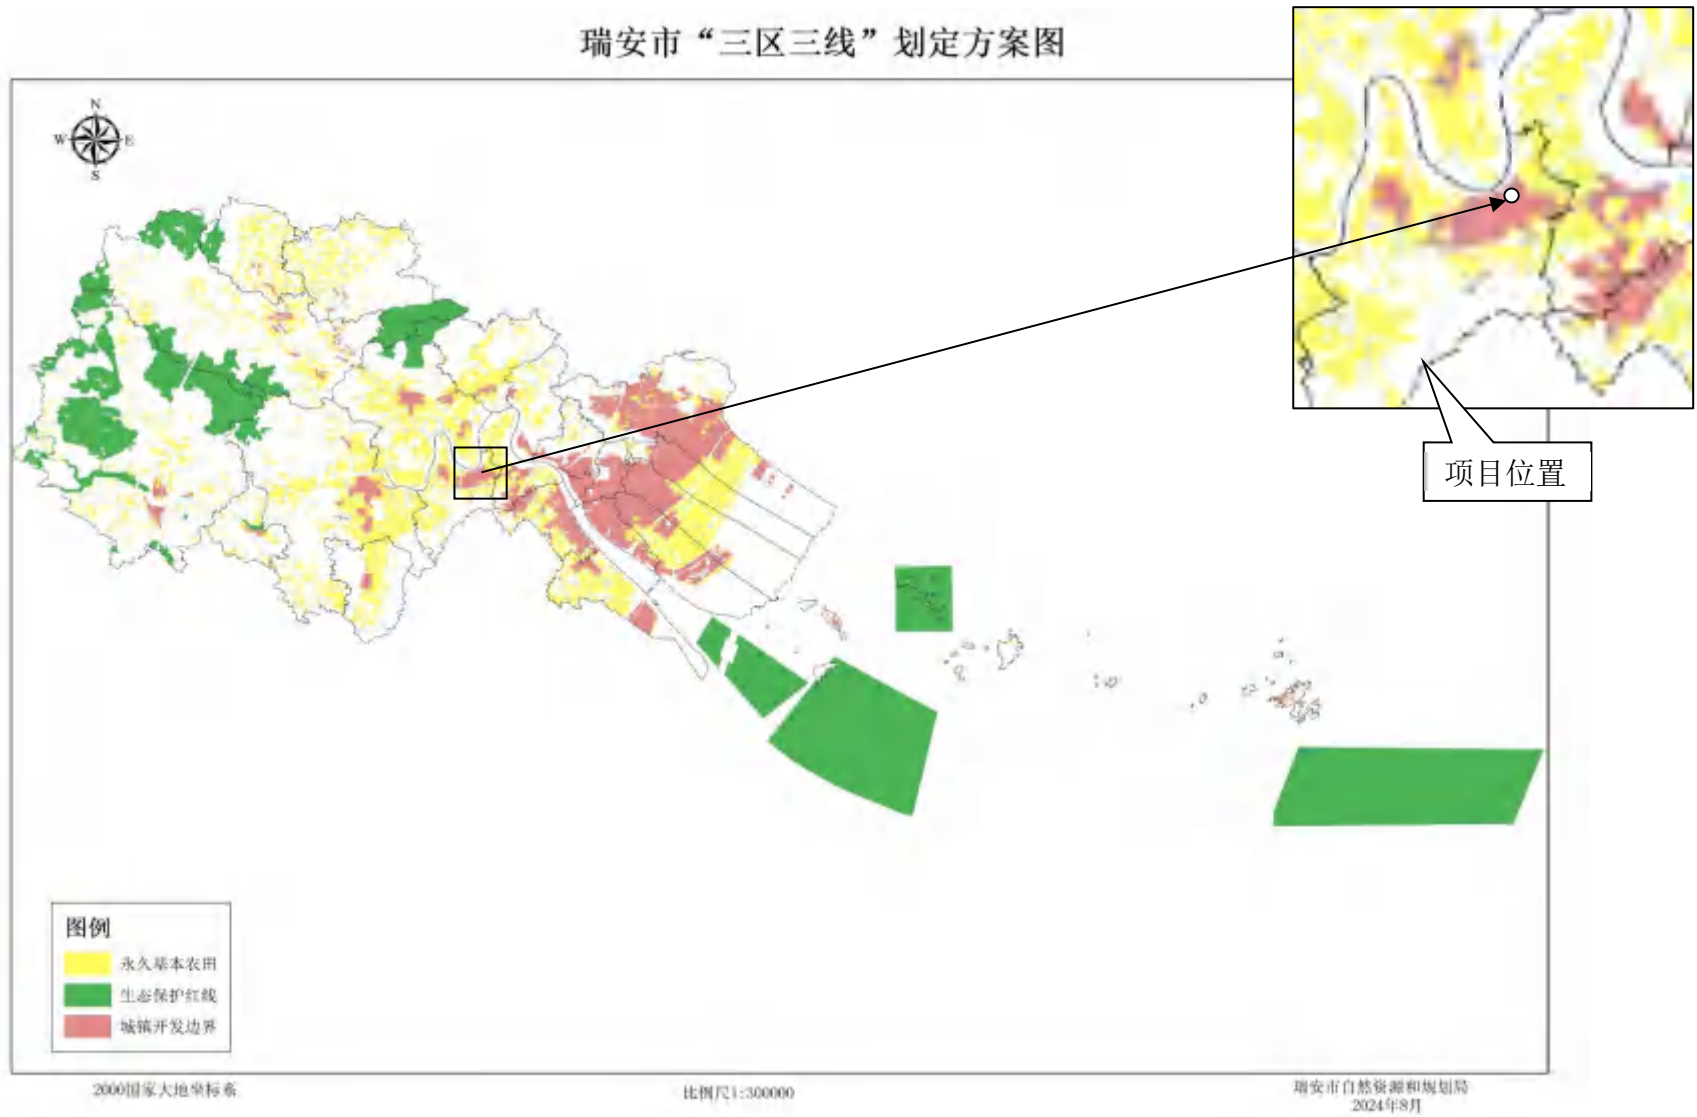 瑞安市“三区三线”划定方案图
N
W
E
S
项目位置
图例
永久基本农田
生态保护红线
城镇开发边界
2000国家大地坐标系
比例尺1:300000
瑞安市自然资源和规划局
2024年8月